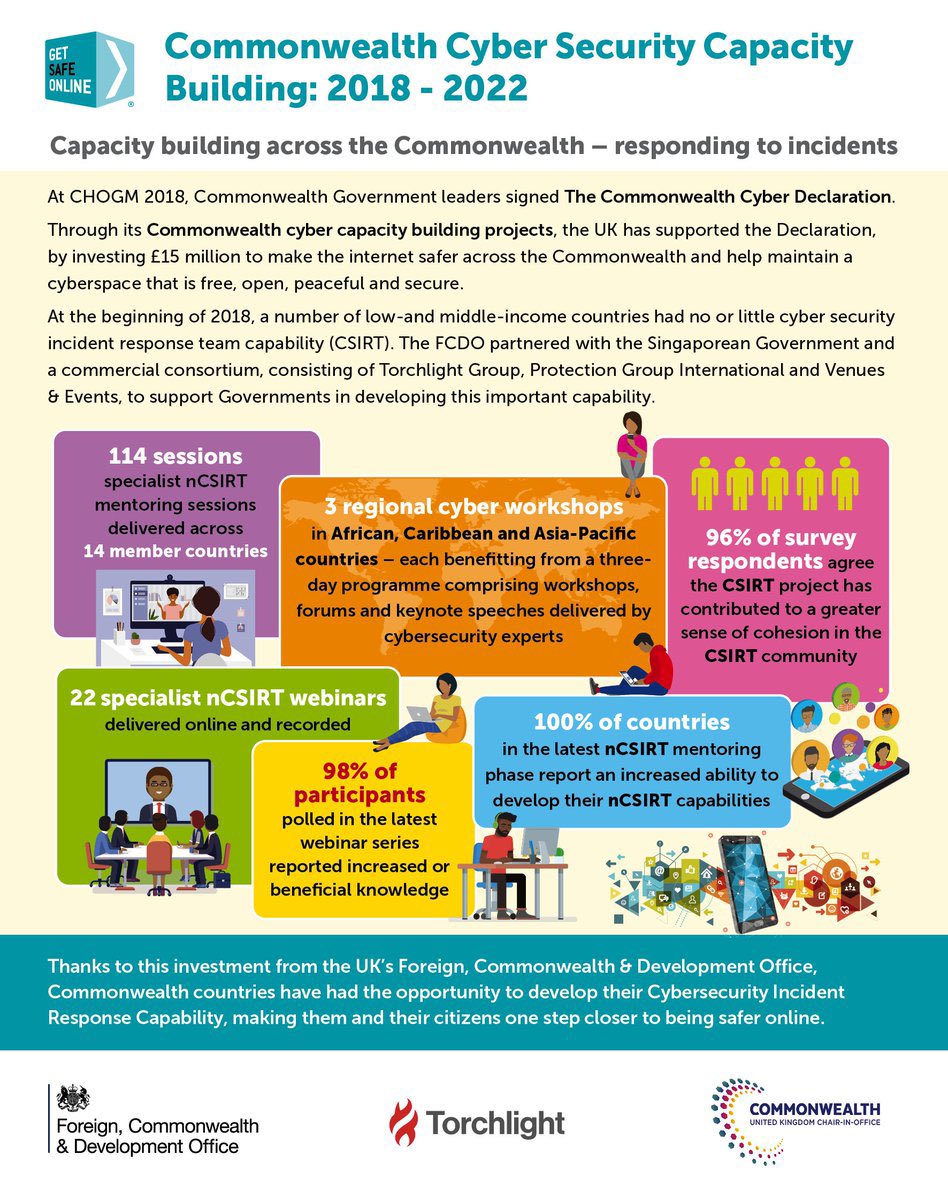 GET
SAFE
ONLINE
®
Commonwealth Cyber Security Capacity
Building: 2018 - 2022
Capacity building across the Commonwealth – responding to incidents
At CHOGM 2018, Commonwealth Government leaders signed The Commonwealth Cyber Declaration.
Through its Commonwealth cyber capacity building projects, the UK has supported the Declaration,
by investing £15 million to make the internet safer across the Commonwealth and help maintain a
cyberspace that is free, open, peaceful and secure.
At the beginning of 2018, a number of low-and middle-income countries had no or little cyber security
incident response team capability (CSIRT). The FCDO partnered with the Singaporean Government and
a commercial consortium, consisting of Torchlight Group, Protection Group International and Venues
& Events, to support Governments in developing this important capability.
114 sessions
specialist nCSIRT
mentoring sessions
delivered across
14 member countries
3 regional cyber workshops
in African, Caribbean and Asia-Pacific
countries – each benefitting from a three-
day programme comprising workshops,
forums and keynote speeches delivered by
cybersecurity experts
96% of survey
respondents agree
the CSIRT project has
contributed to a greater
sense of cohesion in the
CSIRT community
22 specialist nCSIRT webinars
delivered online and recorded
98% of
participants
polled in the latest
webinar series
reported increased or
beneficial knowledge
100% of countries
in the latest nCSIRT mentoring
phase report an increased ability to
develop their nCSIRT capabilities
Thanks to this investment from the UK's Foreign, Commonwealth & Development Office,
Commonwealth countries have had the opportunity to develop their Cybersecurity Incident
Response Capability, making them and their citizens one step closer to being safer online.
Foreign, Commonwealth
& Development Office
Torchlight
COMMONWEALTH
UNITED KINGDOM CHAIR-IN-OFFICE